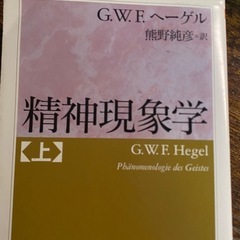 G.W.F. ヘーゲル
熊野純彦・訳
精神現象学
【上】
G.W.F. Hegel
Phänomenologie des Geistes